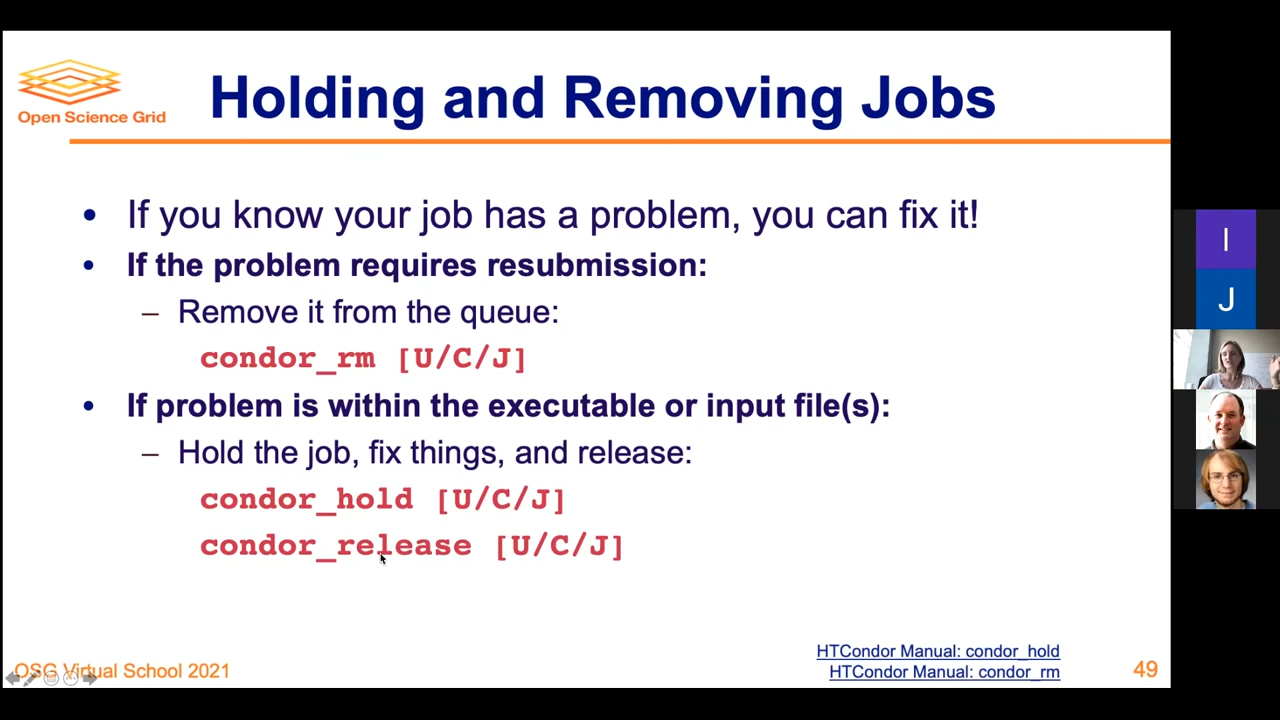 Open Science Grid
Holding and Removing Jobs
• If you know your job has a problem, you can fix it!
• If the problem requires resubmission:
– Remove it from the queue:
condor_rm [U/C/J]
• If problem is within the executable or input file(s):
– Hold the job, fix things, and release:
condor_hold [U/C/J]
condor_release [U/C/J]
HTCondor Manual: condor_hold
HTCondor Manual: condor_rm
OSG Virtual School 2021
49
I
J